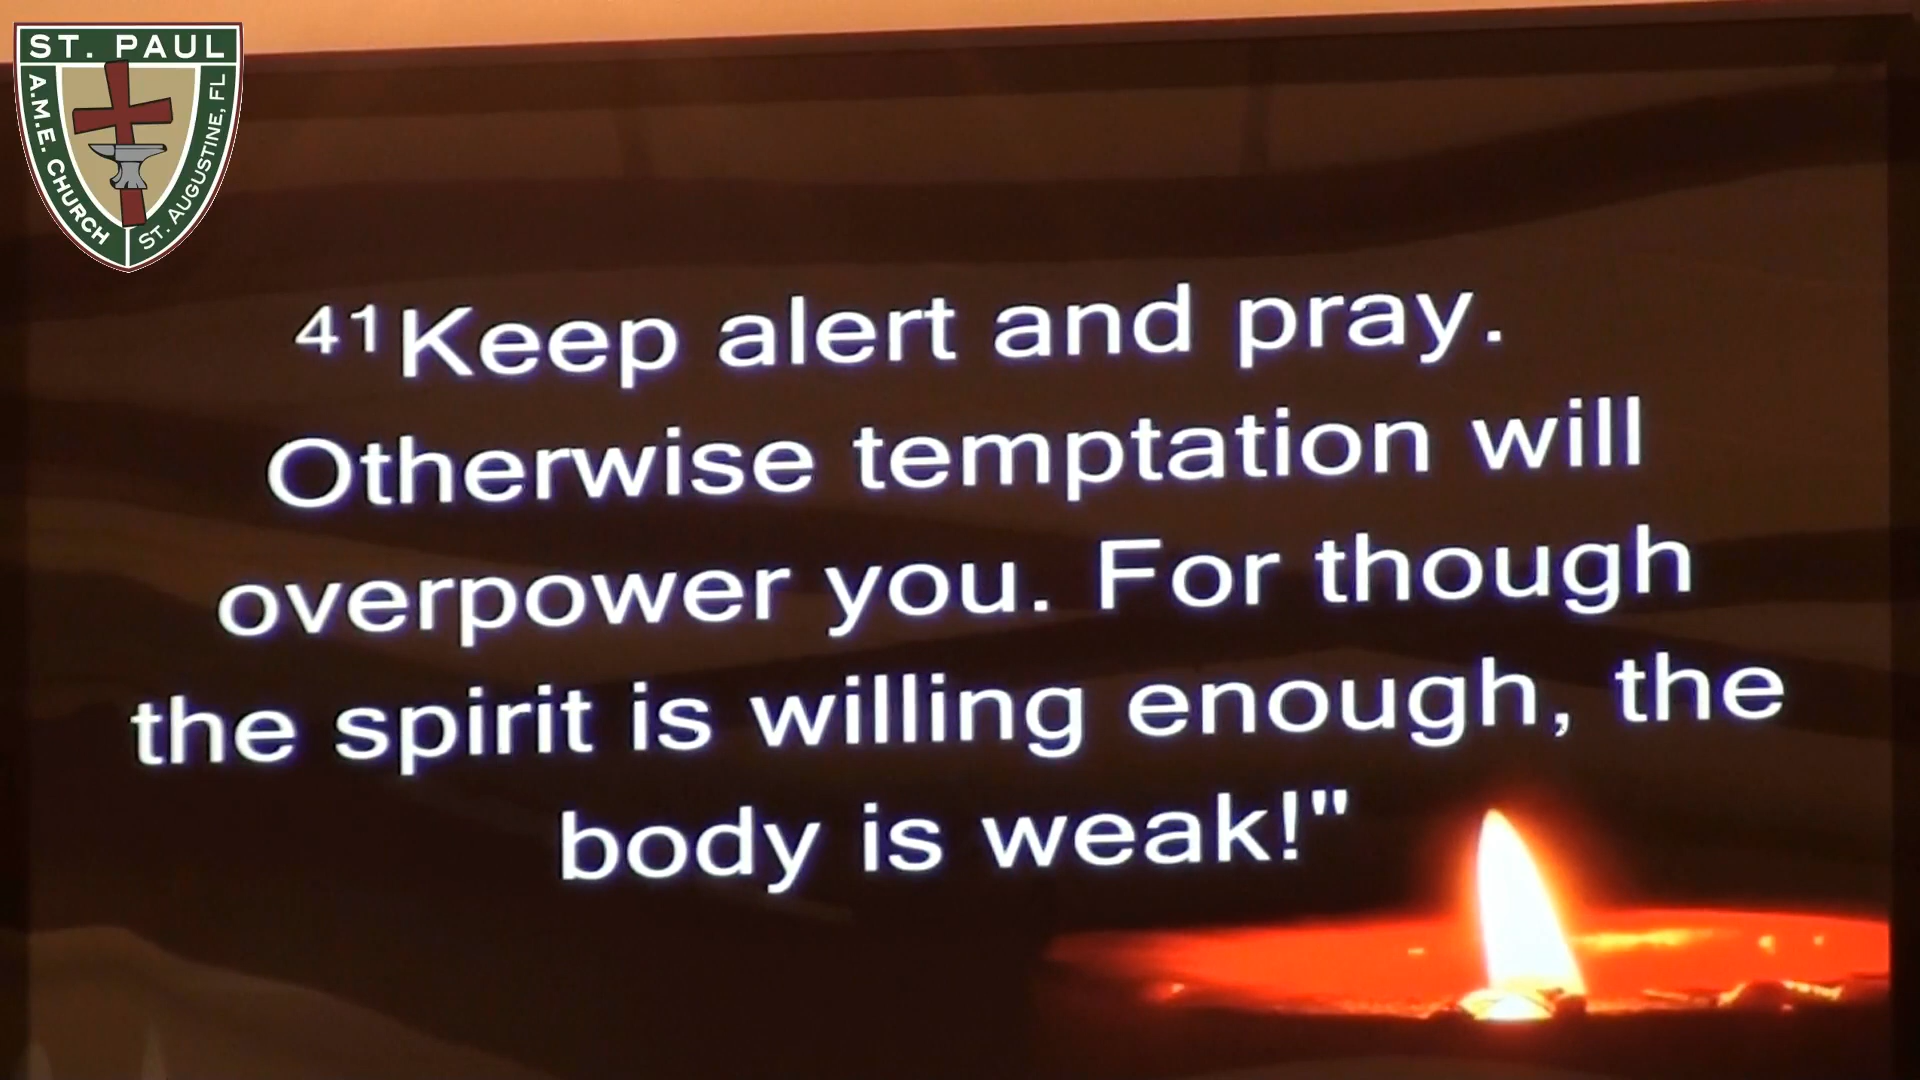 ST. PAUL
A.M.E. CHURCH
ST. AUGUSTINE, FL
41Keep alert and pray.
Otherwise temptation will
overpower you. For though
the spirit is willing enough, the
body is weak!"